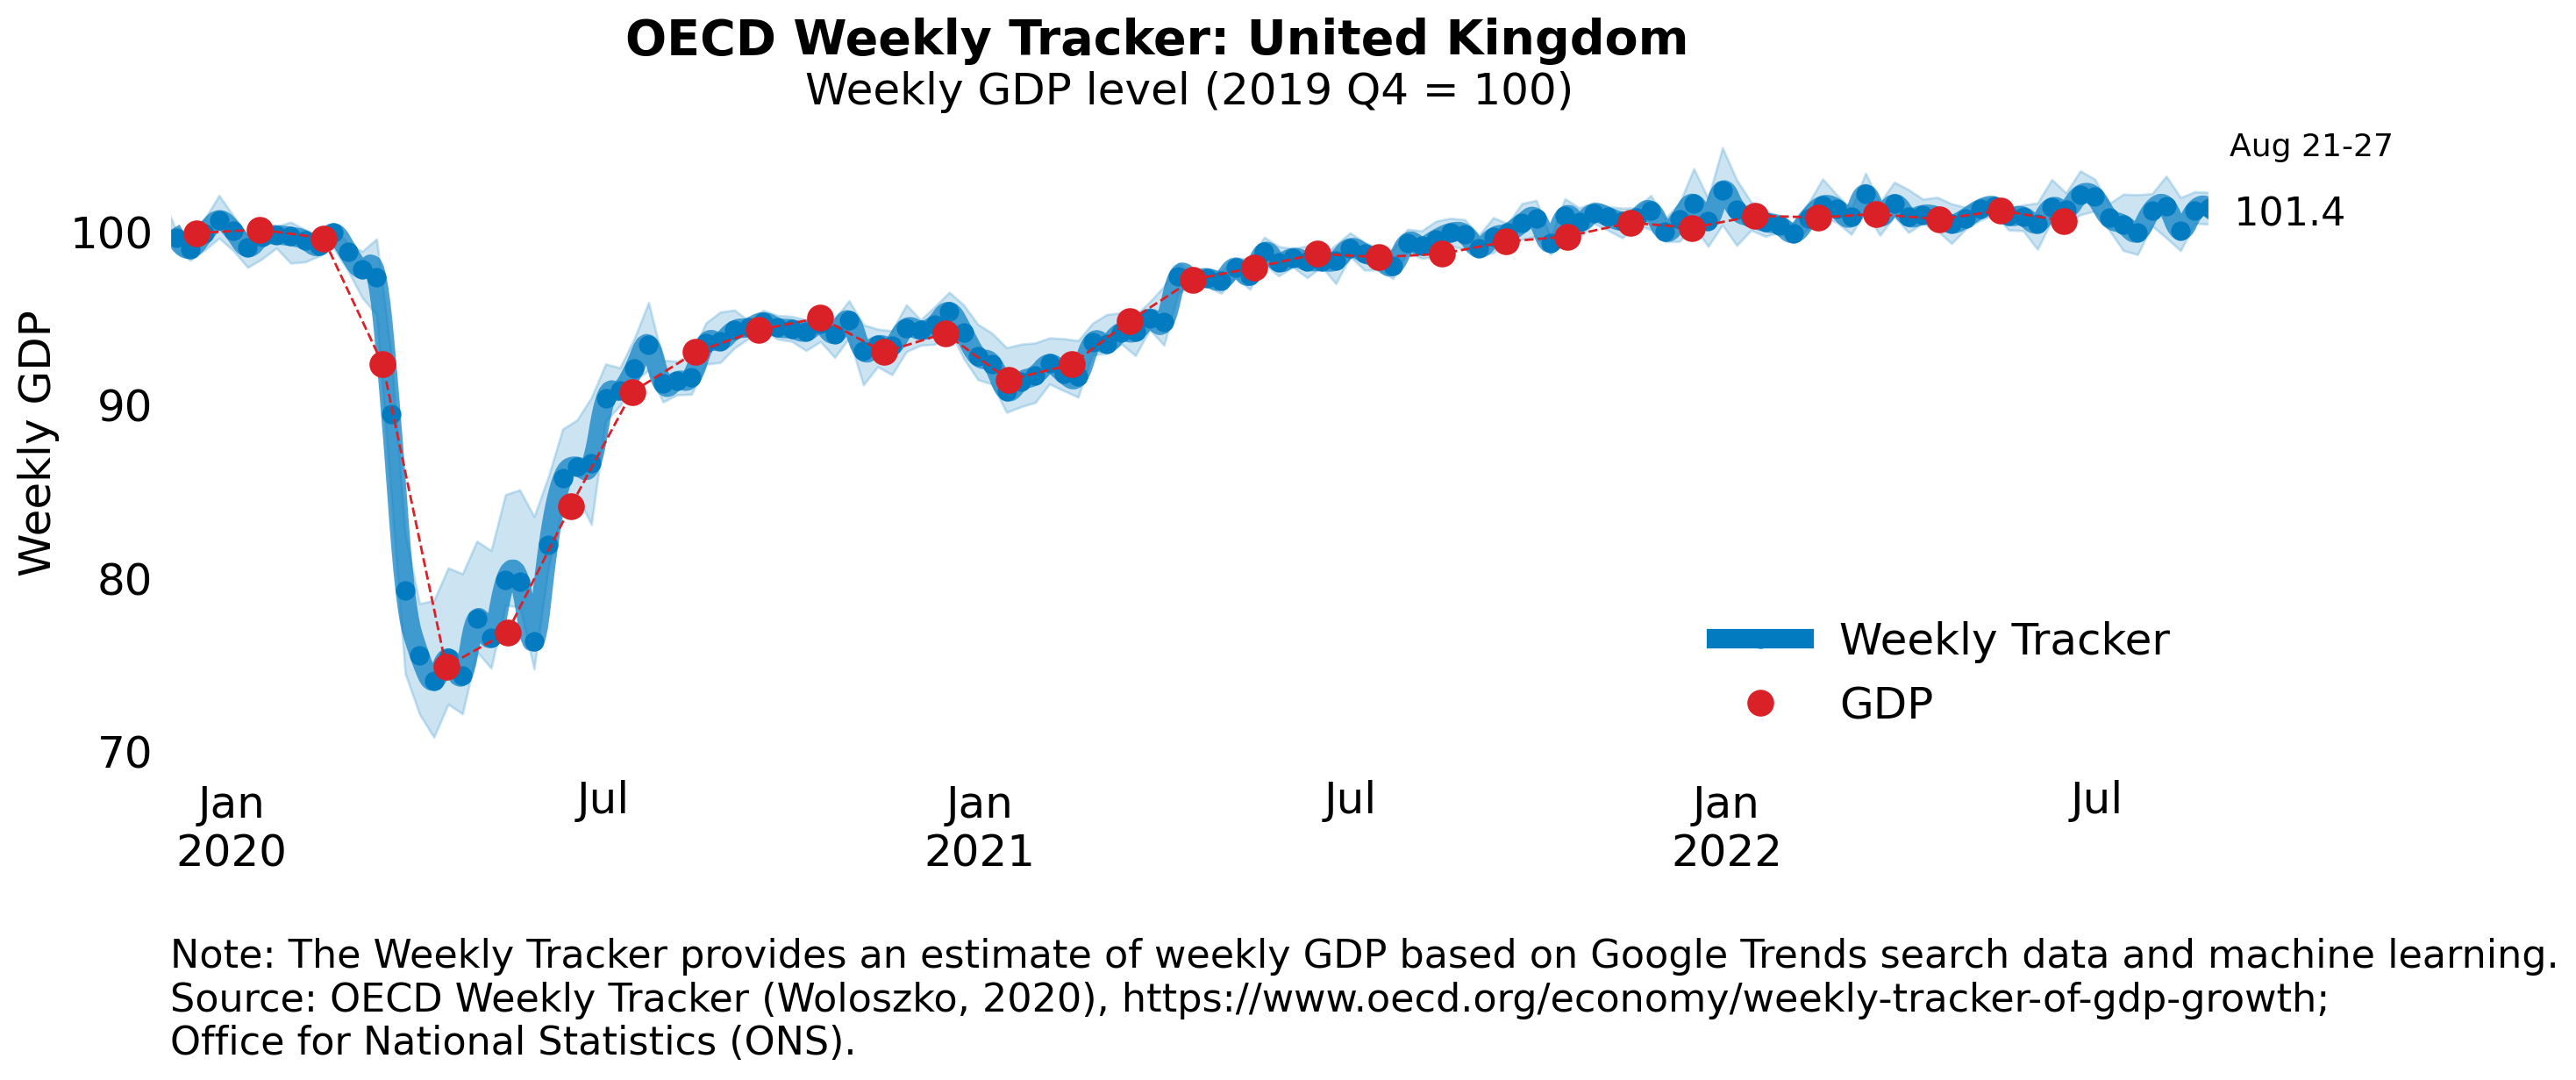 OECD Weekly Tracker: United Kingdom
Weekly GDP level (2019 Q4 = 100)
Aug 21-27
101.4
Weekly GDP
100
90
80
70
Weekly Tracker
GDP
Jan
2020
Jul
Jan
2021
Jul
Jan
2022
Jul
Note: The Weekly Tracker provides an estimate of weekly GDP based on Google Trends search data and machine learning.
Source: OECD Weekly Tracker (Woloszko, 2020), https://www.oecd.org/economy/weekly-tracker-of-gdp-growth;
Office for National Statistics (ONS).